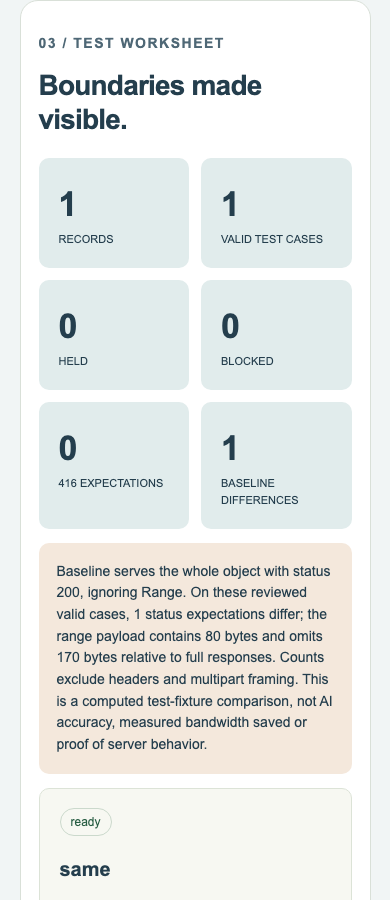 03 / TEST WORKSHEET
Boundaries made
visible.
1
RECORDS
1
VALID TEST CASES
0
HELD
0
BLOCKED
0
416 EXPECTATIONS
1
BASELINE
DIFFERENCES
Baseline serves the whole object with status
200, ignoring Range. On these reviewed
valid cases, 1 status expectations differ; the
range payload contains 80 bytes and omits
170 bytes relative to full responses. Counts
exclude headers and multipart framing. This
is a computed test-fixture comparison, not AI
accuracy, measured bandwidth saved or
proof of server behavior.
ready
same